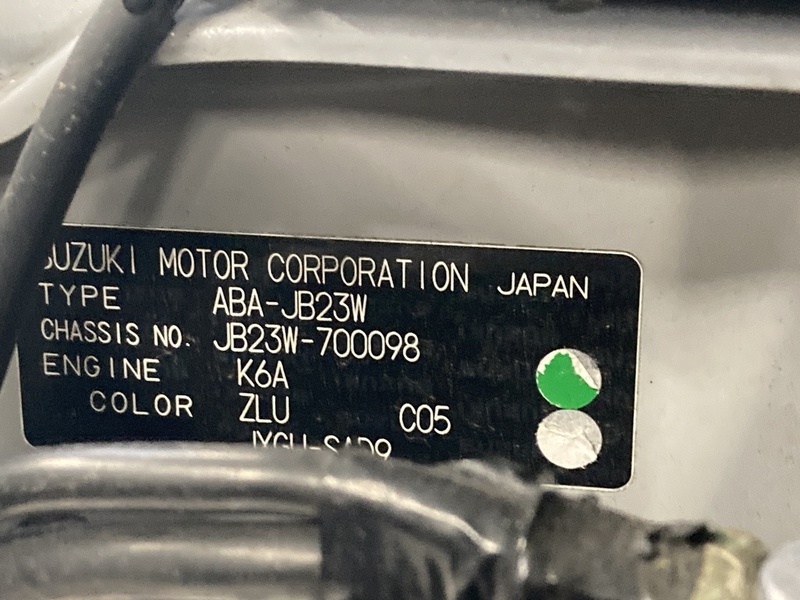 SUZUKI MOTOR CORPORATION JAPAN
TYPE ABA-JB23W
CHASSIS NO. JB23W-700098
ENGINE K6A
COLOR ZLU C05